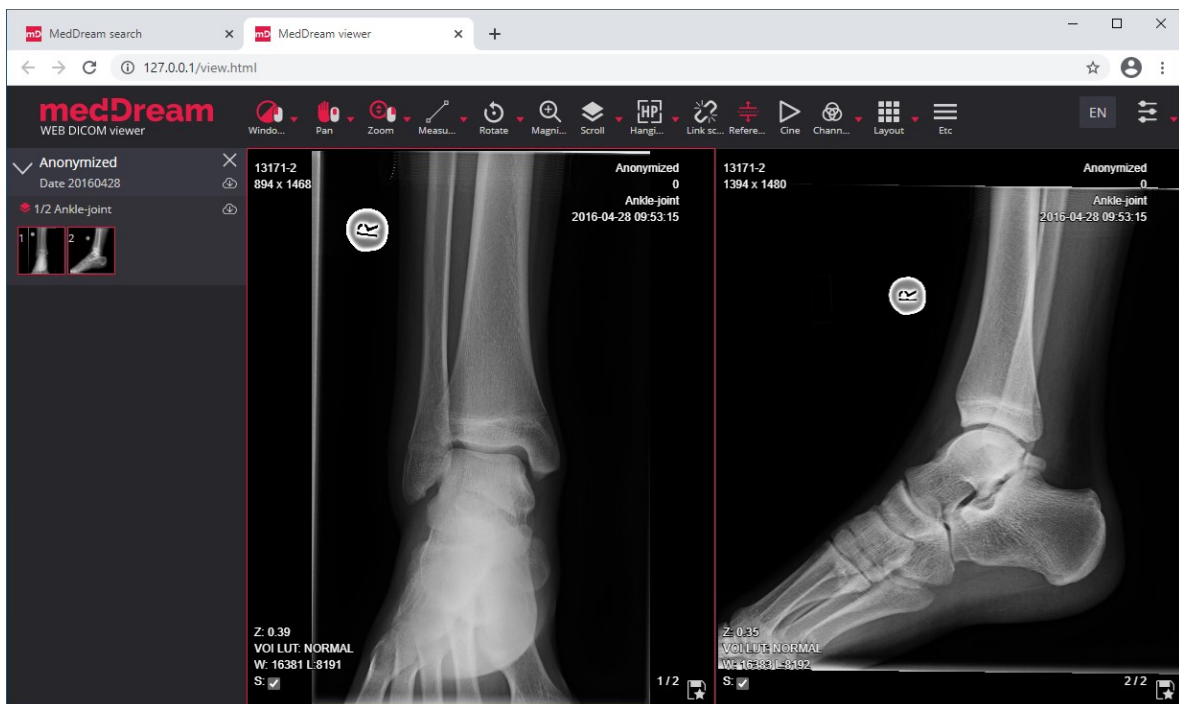 MedDream search
MedDream viewer
127.0.0.1/view.html
medDream
WEB DICOM viewer
Windo...
Pan
Zoom
Measu...
Rotate
Magni...
Scroll
HP
Hangi...
Link sc...
Refere...
Cine
Chann...
Layout
Etc
EN
Anonymized
Date 20160428
1/2 Ankle-joint
1
2
13171-2
894 x 1468
Anonymized
0
Ankle-joint
2016-04-28 09:53:15
R
Z: 0.39
VOI LUT: NORMAL
W: 16381 L:8191
S:
1/2
13171-2
1394 x 1480
Anonymized
0
Ankle-joint
2016-04-28 09:53:15
R
Z: 0.35
VOI LUT: NORMAL
W: 16383 L:8192
S:
2/2